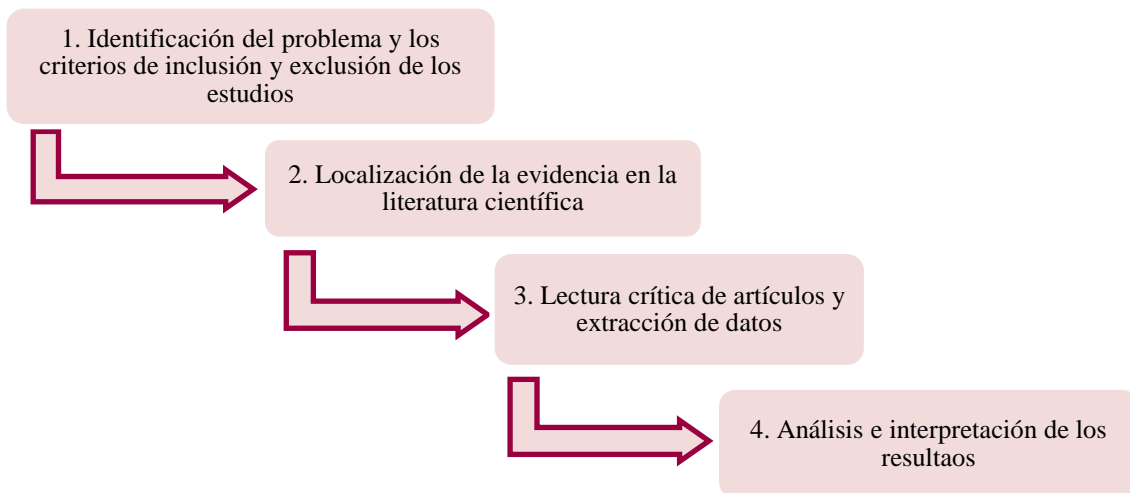 1. Identificación del problema y los
criterios de inclusión y exclusión de los
estudios
2. Localización de la evidencia en la
literatura científica
3. Lectura crítica de artículos y
extracción de datos
4. Análisis e interpretación de los
resultaos